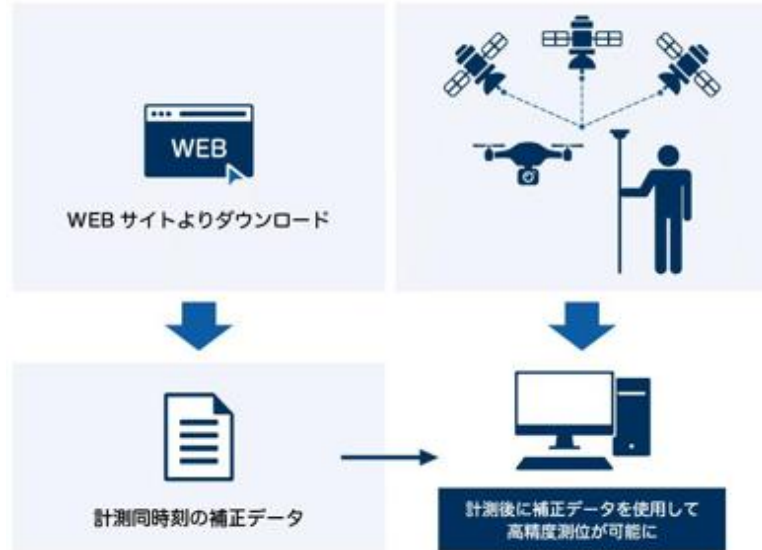 WEB
WEB サイトよりダウンロード
計測同時刻の補正データ
計測後に補正データを使用して
高精度測位が可能に